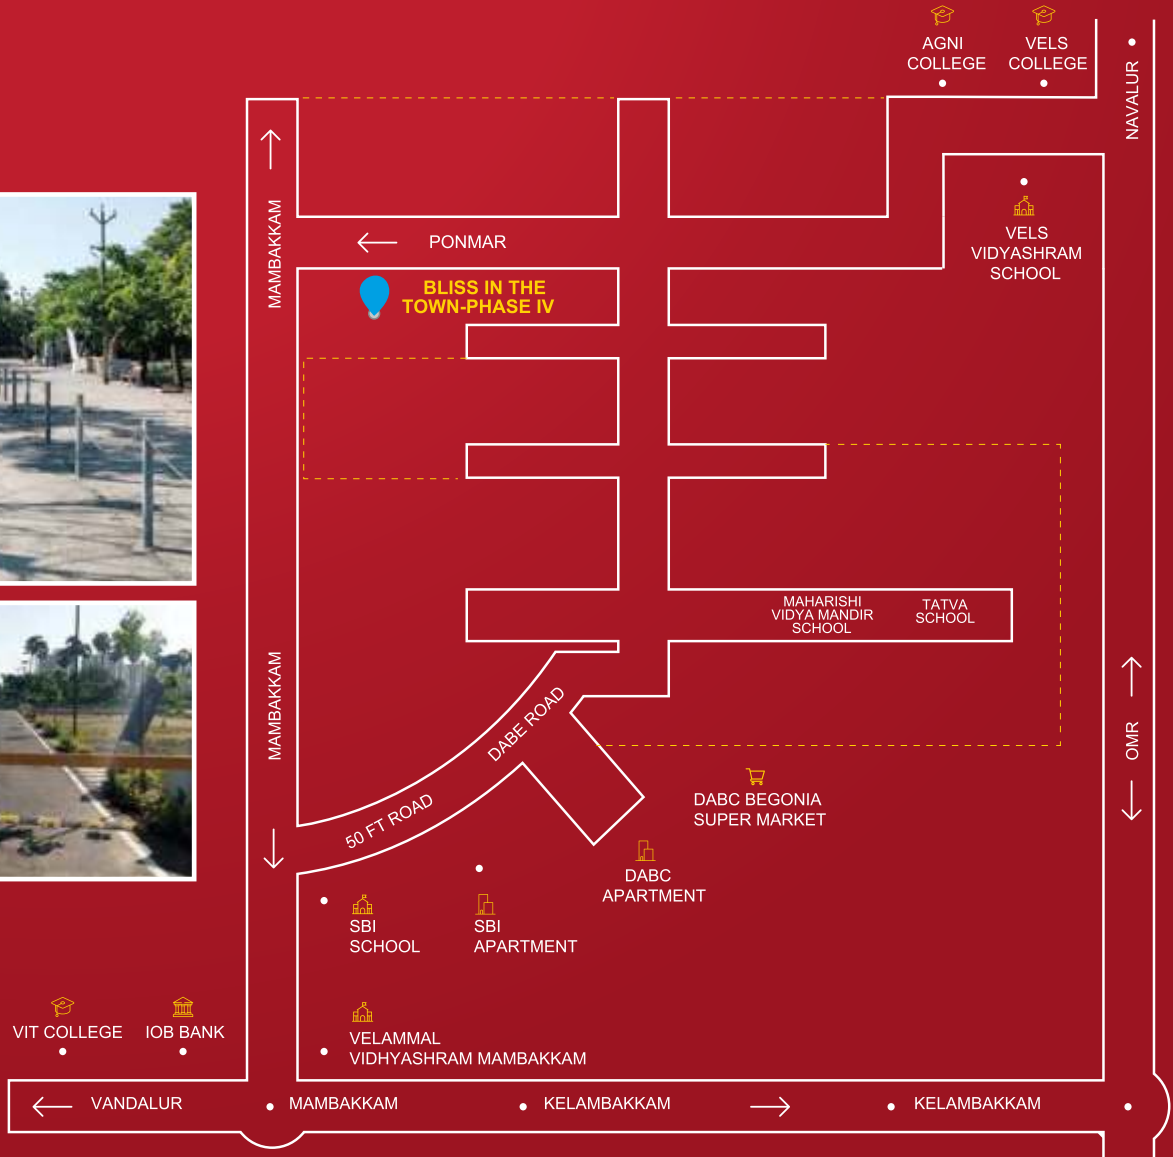 AGNI
COLLEGE
VELS
COLLEGE
NAVALUR
MAMBAKKAM
PONMAR
VELS
VIDYASHRAM
SCHOOL
BLISS IN THE
TOWN-PHASE IV
MAHARISHI
VIDYA MANDIR
SCHOOL
TATVA
SCHOOL
MAMBAKKAM
DABE ROAD
OMR
50 FT ROAD
DABC BEGONIA
SUPER MARKET
DABC
APARTMENT
SBI
SCHOOL
SBI
APARTMENT
VIT COLLEGE
IOB BANK
VELAMMAL
VIDHYASHRAM MAMBAKKAM
VANDALUR
MAMBAKKAM
KELAMBAKKAM
KELAMBAKKAM